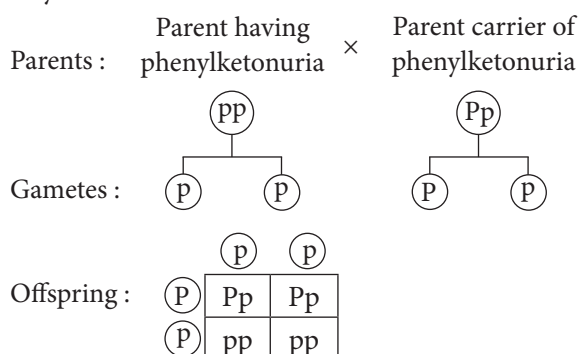 Parent having Parent carrier of
Parents : phenylketonuria × phenylketonuria
pp Pp
Gametes : p p P p
p p
Offspring : P Pp Pp
p pp pp